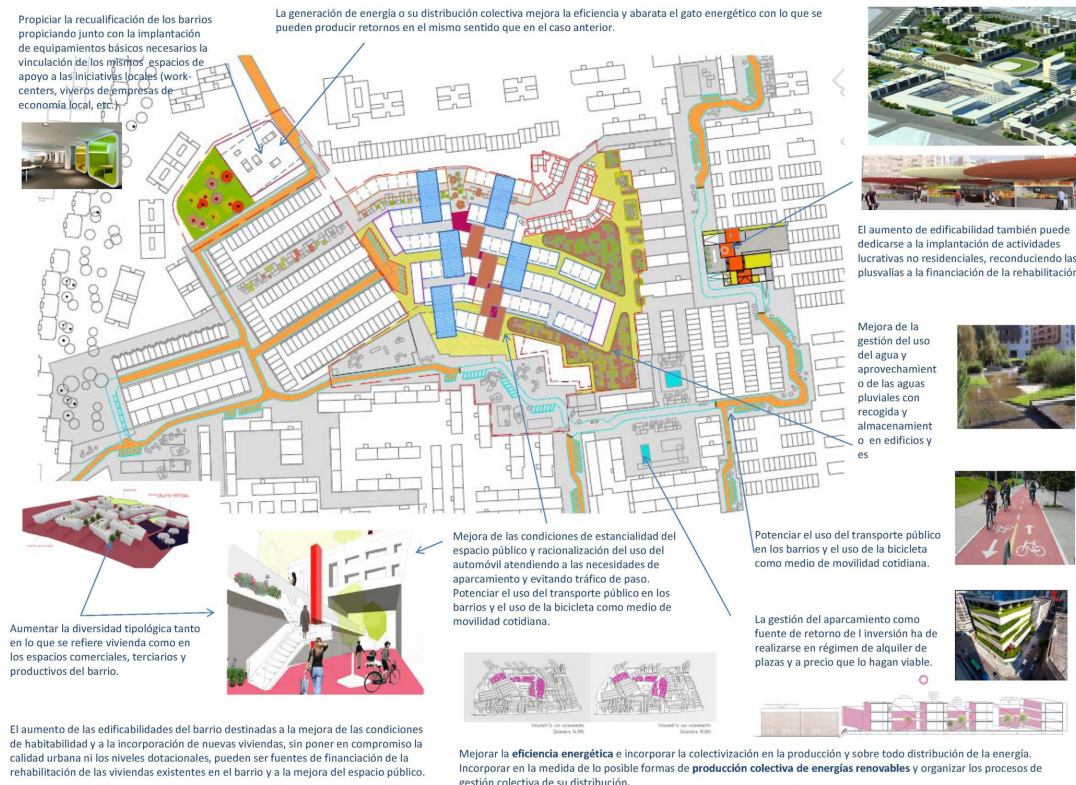 Propiciar la recualificación de los barrios
propiciando junto con la implantación
de equipamientos básicos necesarios la
vinculación de los mismos espacios de
apoyo a las iniciativas locales (work-
centers, viveros de empresas de
economía local, etc.)
La generación de energía o su distribución colectiva mejora la eficiencia y abarata el gato energético con lo que se
pueden producir retornos en el mismo sentido que en el caso anterior.
El aumento de edificabilidad también puede
dedicarse a la implantación de actividades
lucrativas no residenciales, reconduciendo las
plusvalías a la financiación de la rehabilitación
Mejora de la
gestión del uso
del agua y
aprovechamient
o de las aguas
pluviales con
recogida y
almacenamient
o en edificios y
es
Mejora de las condiciones de estancialidad del
espacio público y racionalización del uso del
automóvil atendiendo a las necesidades de
aparcamiento y evitando tráfico de paso.
Potenciar el uso del transporte público en los
barrios y el uso de la bicicleta como medio de
movilidad cotidiana.
Potenciar el uso del transporte público
en los barrios y el uso de la bicicleta
como medio de movilidad cotidiana.
La gestión del aparcamiento como
fuente de retorno de l inversión ha de
realizarse en régimen de alquiler de
plazas y a precio que lo hagan viable.
Aumentar la diversidad tipológica tanto
en lo que se refiere vivienda como en
los espacios comerciales, terciarios y
productivos del barrio.
El aumento de las edificabilidades del barrio destinadas a la mejora de las condiciones
de habitabilidad y a la incorporación de nuevas viviendas, sin poner en compromiso la
calidad urbana ni los niveles dotacionales, pueden ser fuentes de financiación de la
rehabilitación de las viviendas existentes en el barrio y a la mejora del espacio público.
Volumetría con soleamiento
Volumetría con soleamiento
Mejorar la eficiencia energética e incorporar la colectivización en la producción y sobre todo distribución de la energía.
Incorporar en la medida de lo posible formas de producción colectiva de energías renovables y organizar los procesos de
gestión colectiva de su distribución.